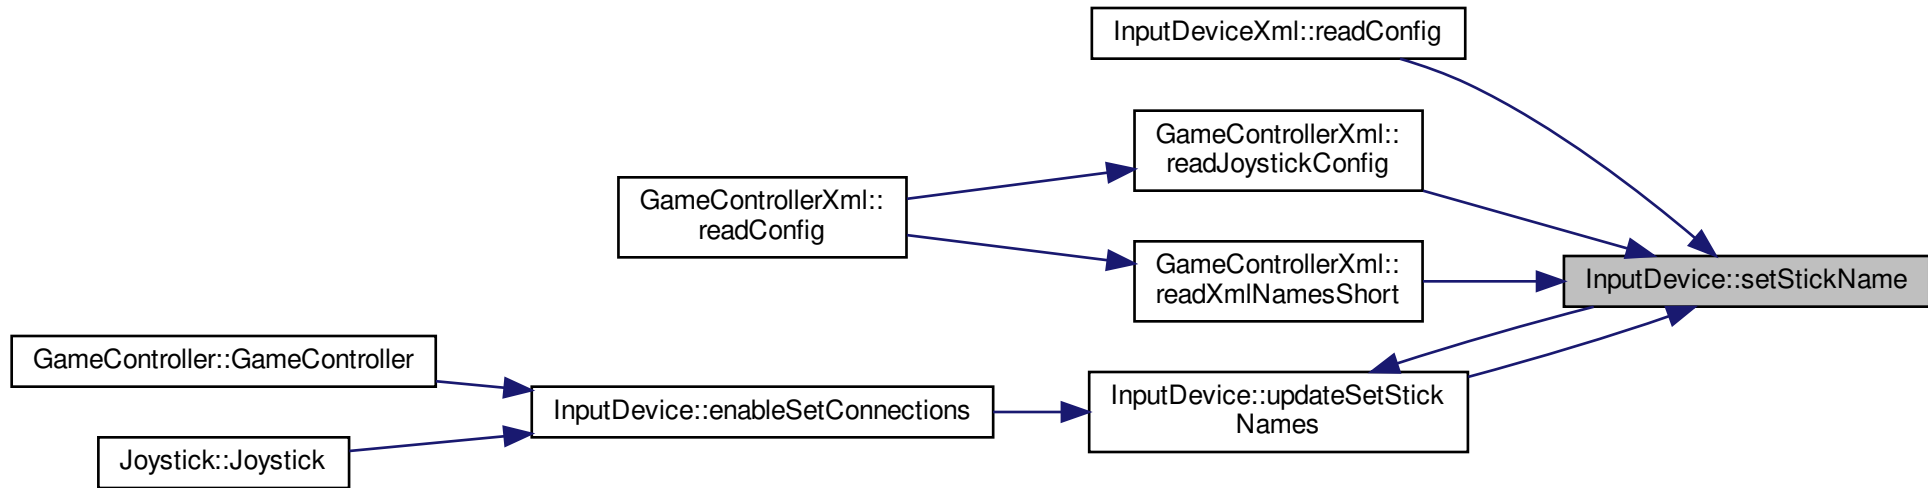 InputDeviceXml::readConfig
GameControllerXml::
readJoystickConfig
GameControllerXml::
readConfig
GameControllerXml::
readXmlNamesShort
InputDevice::setStickName
GameController::GameController
InputDevice::enableSetConnections
InputDevice::updateSetStick
Names
Joystick::Joystick